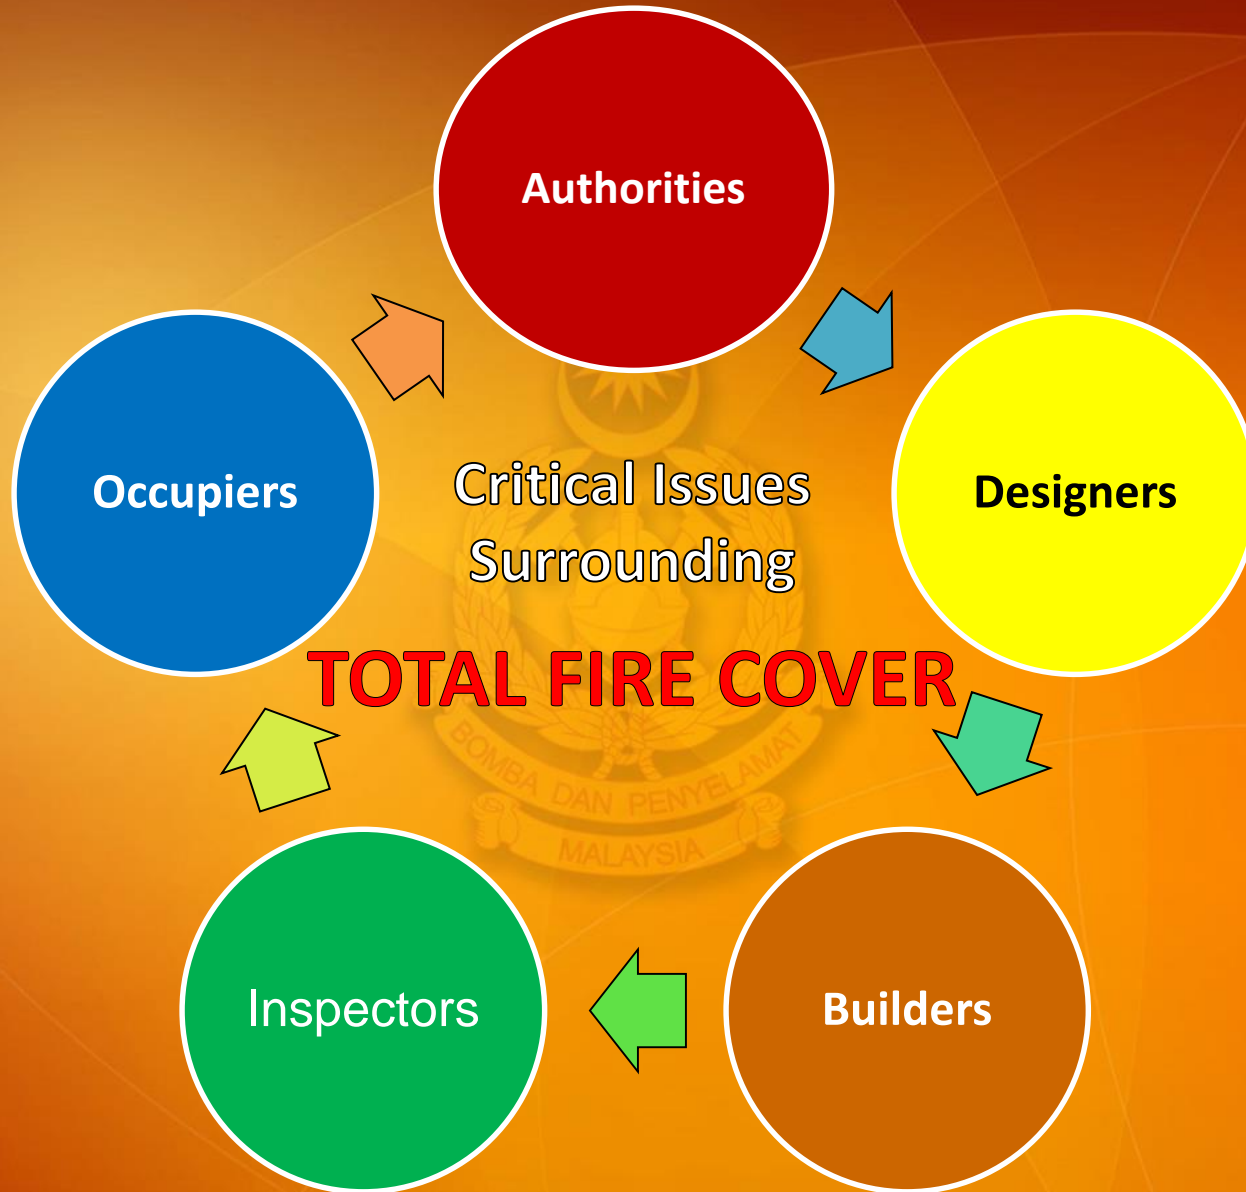 Authorities
Occupiers
Critical Issues
Surrounding
Designers
TOTAL FIRE COVER
BOMBA DAN PENYELAMAT
MALAYSIA
Inspectors
Builders